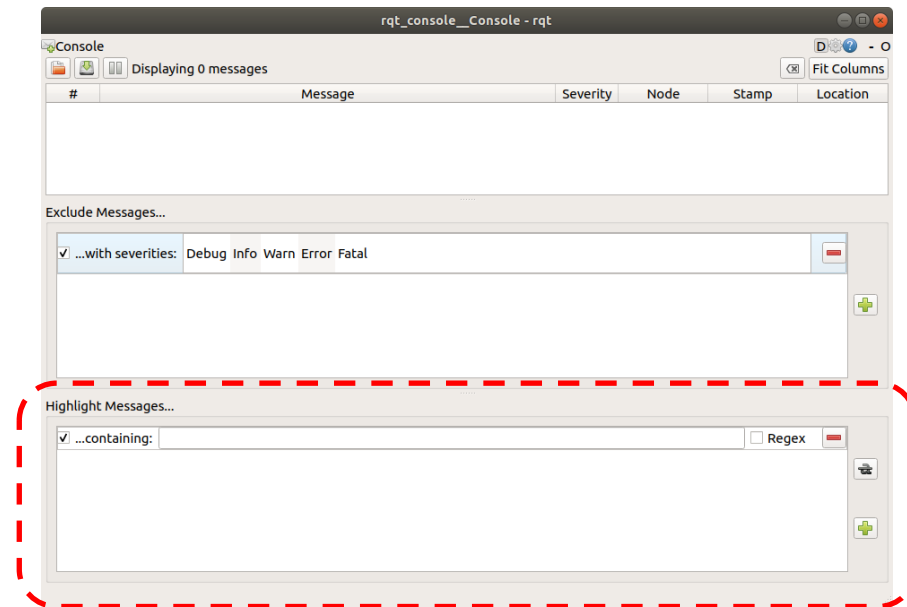 rqt_console__Console - rqt
Console D - O
Displaying 0 messages Fit Columns
# Message Severity Node Stamp Location
Exclude Messages...
...with severities: Debug Info Warn Error Fatal
Highlight Messages...
...containing: Regex